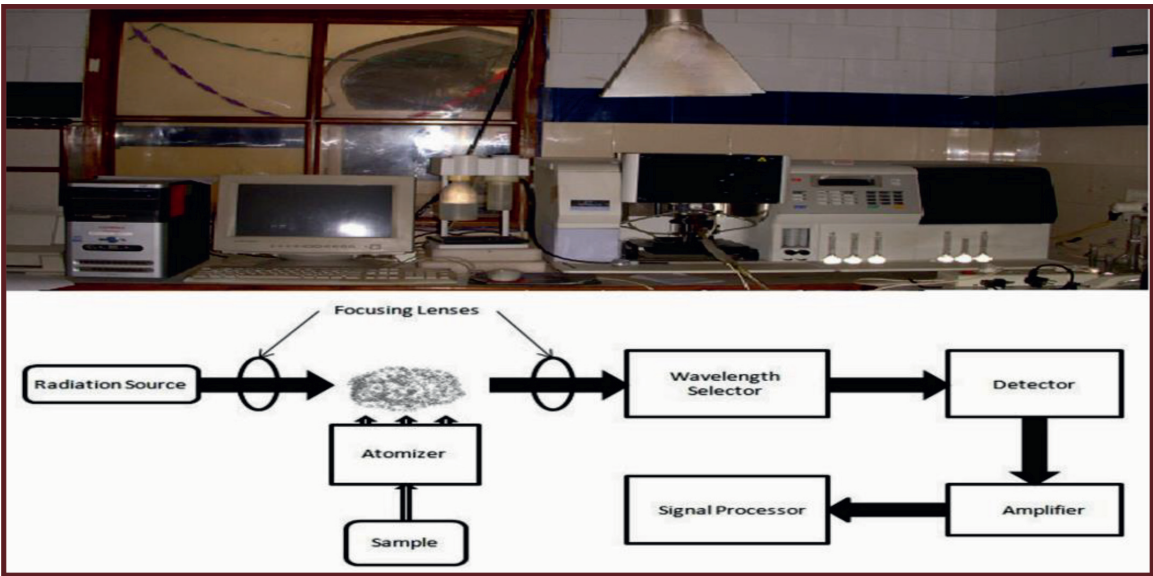 Focusing Lenses
Radiation Source
Wavelength
Selector
Detector
Atomizer
Signal Processor
Amplifier
Sample